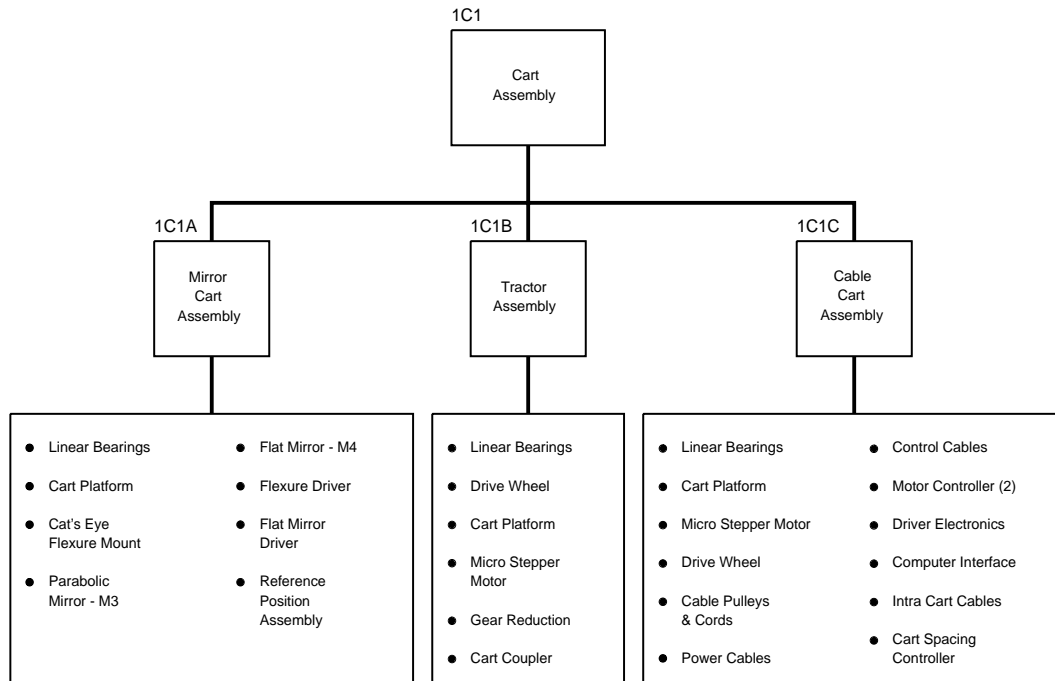 1C1
Cart
Assembly
1C1A
Mirror
Cart
Assembly
1C1B
Tractor
Assembly
1C1C
Cable
Cart
Assembly
● Linear Bearings
● Cart Platform
● Cat's Eye
Flexure Mount
● Parabolic
Mirror - M3
● Flat Mirror - M4
● Flexure Driver
● Flat Mirror
Driver
● Reference
Position
Assembly
● Linear Bearings
● Drive Wheel
● Cart Platform
● Micro Stepper
Motor
● Gear Reduction
● Cart Coupler
● Linear Bearings
● Cart Platform
● Micro Stepper Motor
● Drive Wheel
● Cable Pulleys
& Cords
● Power Cables
● Control Cables
● Motor Controller (2)
● Driver Electronics
● Computer Interface
● Intra Cart Cables
● Cart Spacing
Controller